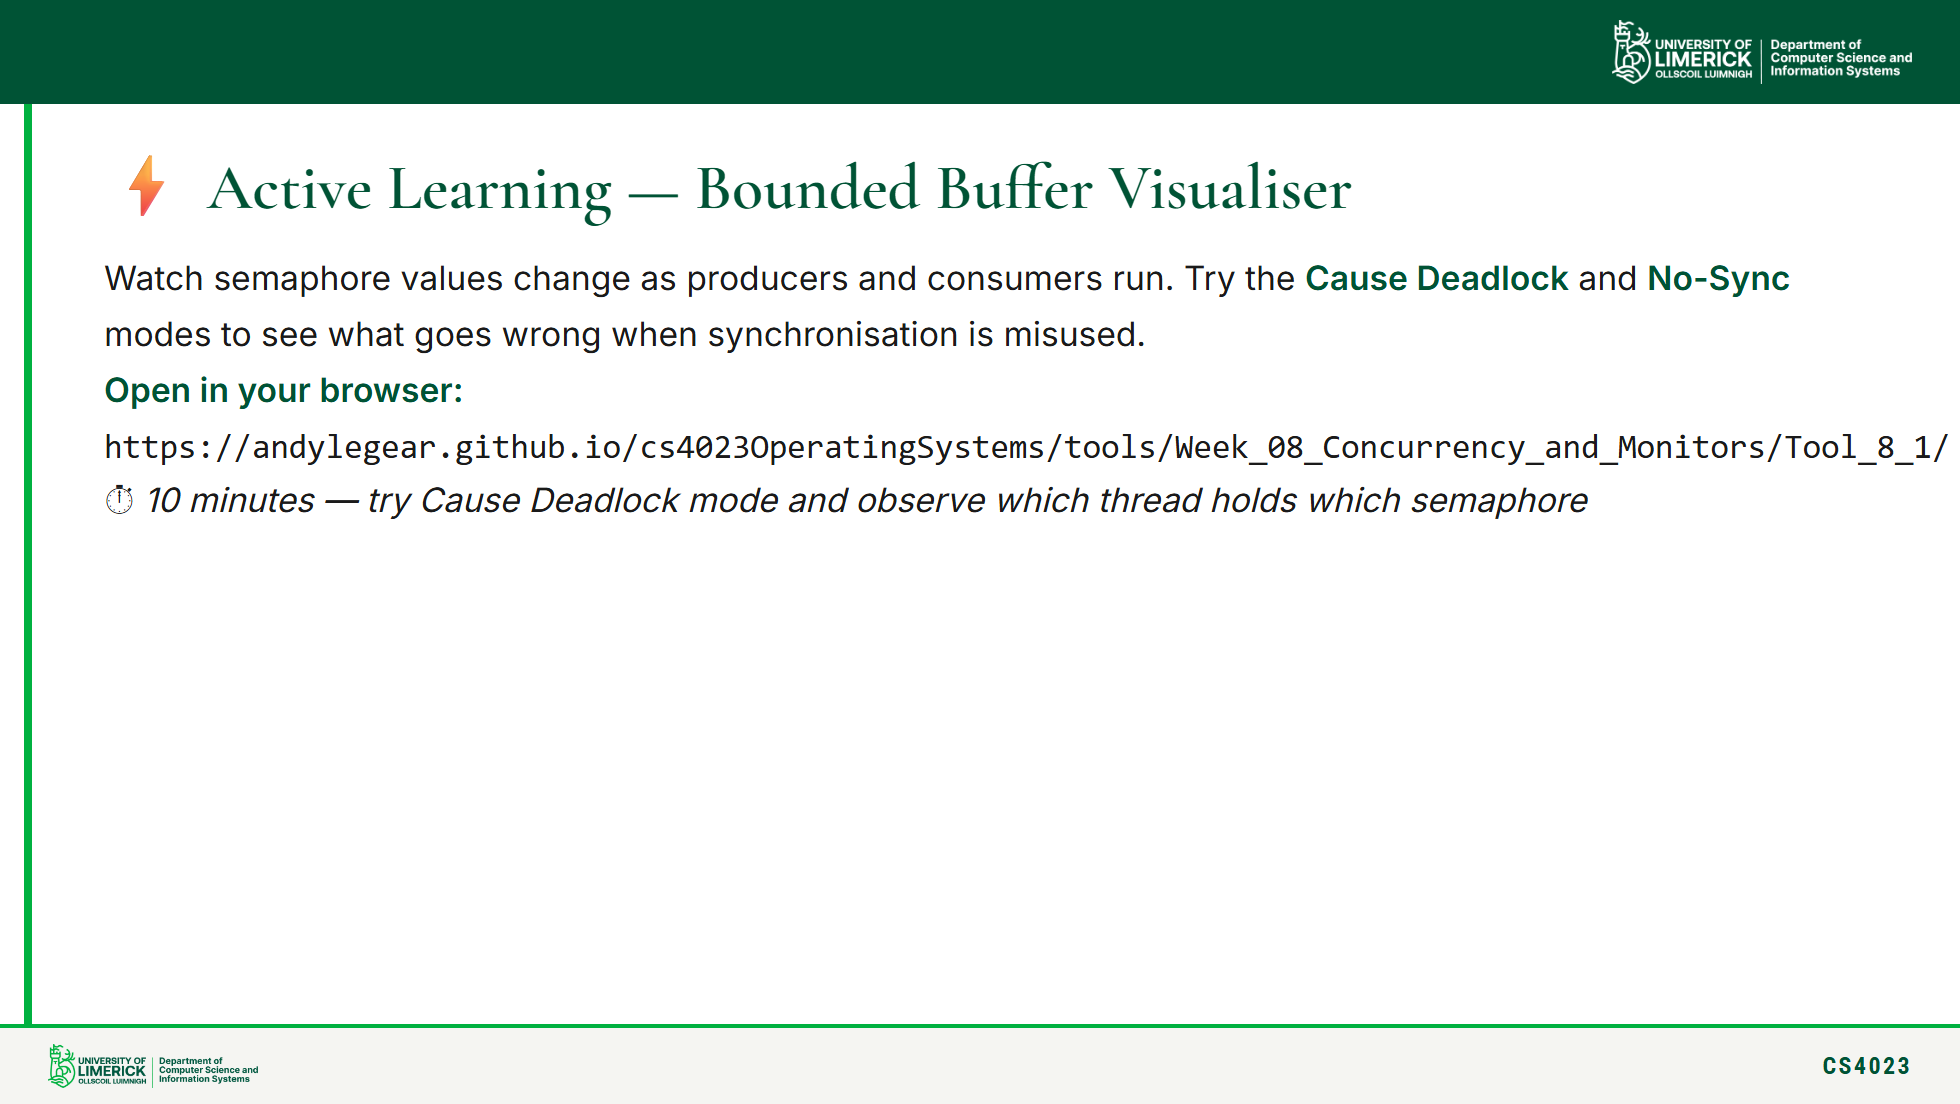 UNIVERSITY OF
LIMERICK
OLLSCOIL LUIMNIGH
Department of
Computer Science and
Information Systems
⚡ Active Learning — Bounded Buffer Visualiser
Watch semaphore values change as producers and consumers run. Try the Cause Deadlock and No-Sync
modes to see what goes wrong when synchronisation is misused.
Open in your browser:
https://andylegear.github.io/cs4023OperatingSystems/tools/Week_08_Concurrency_and_Monitors/Tool_8_1/
⏱ 10 minutes — try Cause Deadlock mode and observe which thread holds which semaphore
UNIVERSITY OF
LIMERICK
OLLSCOIL LUIMNIGH
Department of
Computer Science and
Information Systems
CS4023